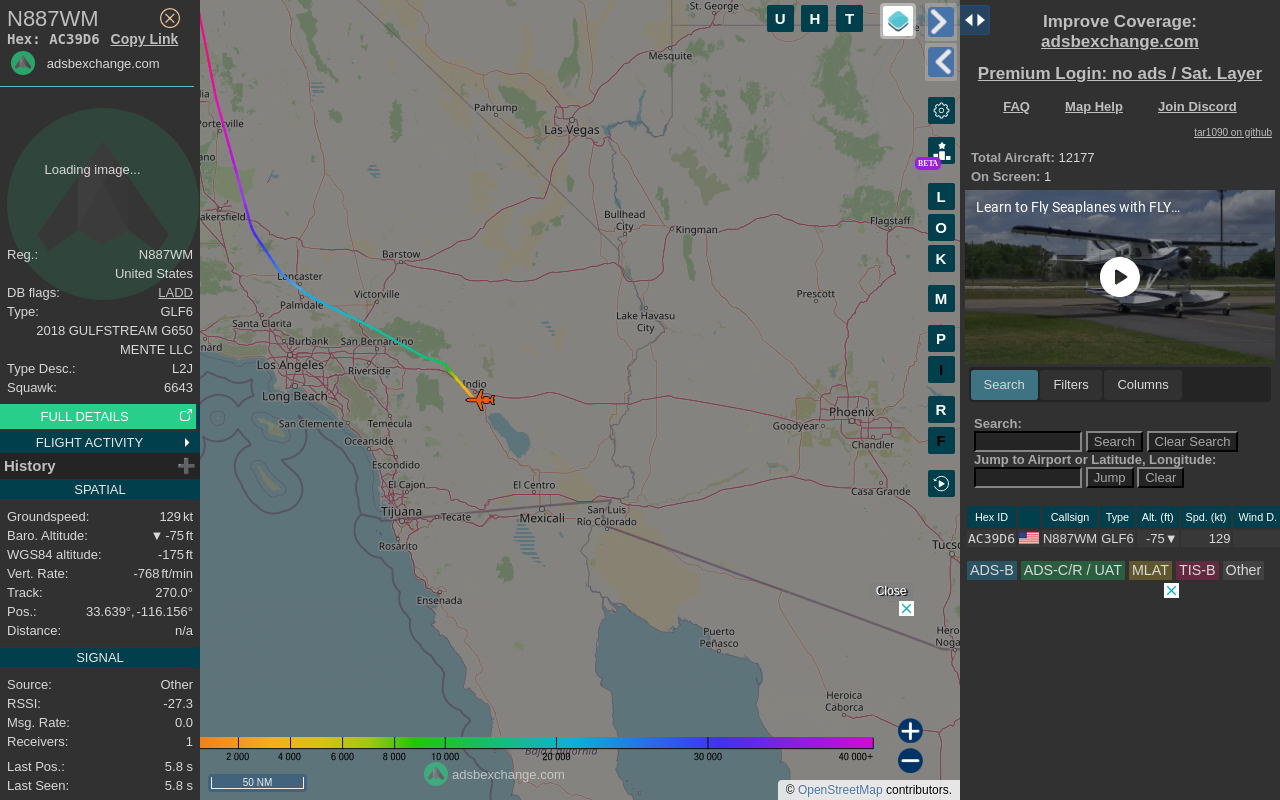 N887WM
Hex: AC39D6 Copy Link
adsbexchange.com
Loading image...
Reg.: N887WM
United States
DB flags: LADD
Type: GLF6
2018 GULFSTREAM G650
MENTE LLC
Type Desc.: L2J
Squawk: 6643
FULL DETAILS
FLIGHT ACTIVITY
History
SPATIAL
Groundspeed: 129 kt
Baro. Altitude: ▼ -75 ft
WGS84 altitude: -175 ft
Vert. Rate: -768 ft/min
Track: 270.0°
Pos.: 33.639°, -116.156°
Distance: n/a
SIGNAL
Source: Other
RSSI: -27.3
Msg. Rate: 0.0
Receivers: 1
Last Pos.: 5.8 s
Last Seen: 5.8 s
St. George
Mesquite
Pahrump
Las Vegas
Porterville
akersfield
Bullhead
City
Kingman
Flagstaff
Barstow
Lancaster
Victorville
Palmdale
Prescott
Lake Havasu
City
Santa Clarita
nard
Burbank
San Bernardino
Los Angeles
Riverside
Indio
Long Beach
Phoenix
Goodyear
San Clemente
Temecula
Oceanside
Chandler
Escondido
El Cajon
El Centro
Casa Grande
Tijuana
Tecate
Mexicali
San Luis
Río Colorado
Rosarito
Tucso
Ensenada
Puerto
Peñasco
Hero
Noga
Heroica
Caborca
Baja California
U H T
BETA
L
O
K
M
P
I
R
F
Close
2 000 4 000 6 000 8 000 10 000 20 000 30 000 40 000+
adsbexchange.com
50 NM
© OpenStreetMap contributors.
Improve Coverage:
adsbexchange.com
Premium Login: no ads / Sat. Layer
FAQ Map Help Join Discord
tar1090 on github
Total Aircraft: 12177
On Screen: 1
Learn to Fly Seaplanes with FLY...
Search Filters Columns
Search:
Search Clear Search
Jump to Airport or Latitude, Longitude:
Jump Clear
Hex ID Callsign Type Alt. (ft) Spd. (kt) Wind D.
AC39D6 N887WM GLF6 -75▼ 129
ADS-B ADS-C/R / UAT MLAT TIS-B Other